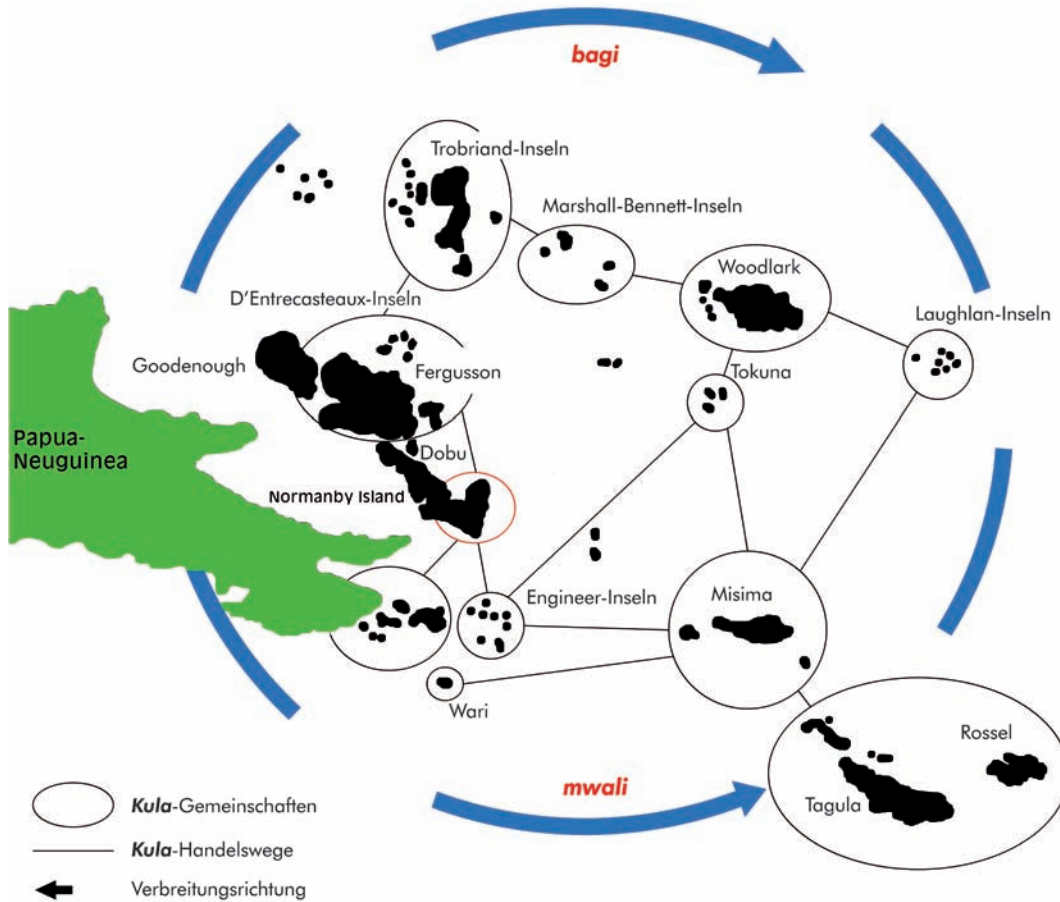 bagi
Trobriand-Inseln
Marshall-Bennett-Inseln
Woodlark
D'Entrecasteaux-Inseln
Laughlan-Inseln
Goodenough
Fergusson
Tokuna
Papua-
Neuguinea
Dobu
Normanby Island
Engineer-Inseln
Misima
Wari
Rossel
Tagula
mwali
Kula-Gemeinschaften
Kula-Handelswege
Verbreitungsrichtung